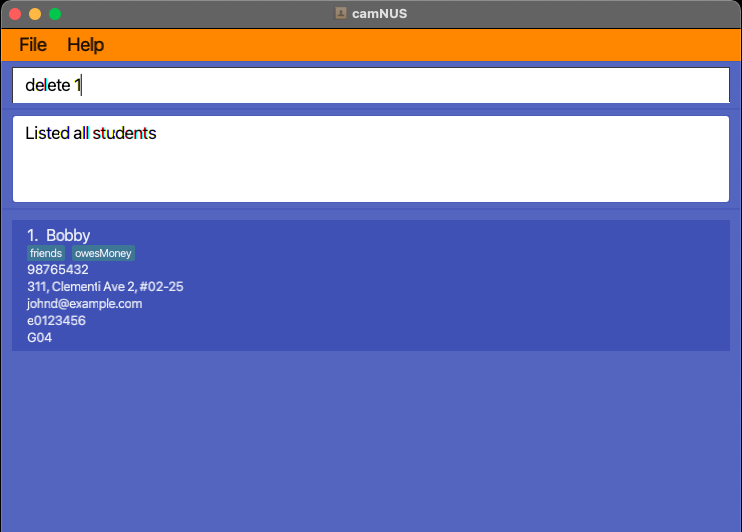 camNUS
File Help
delete 1
Listed all students
1. Bobby
friends owesMoney
98765432
311, Clementi Ave 2, #02-25
johnd@example.com
e0123456
G04